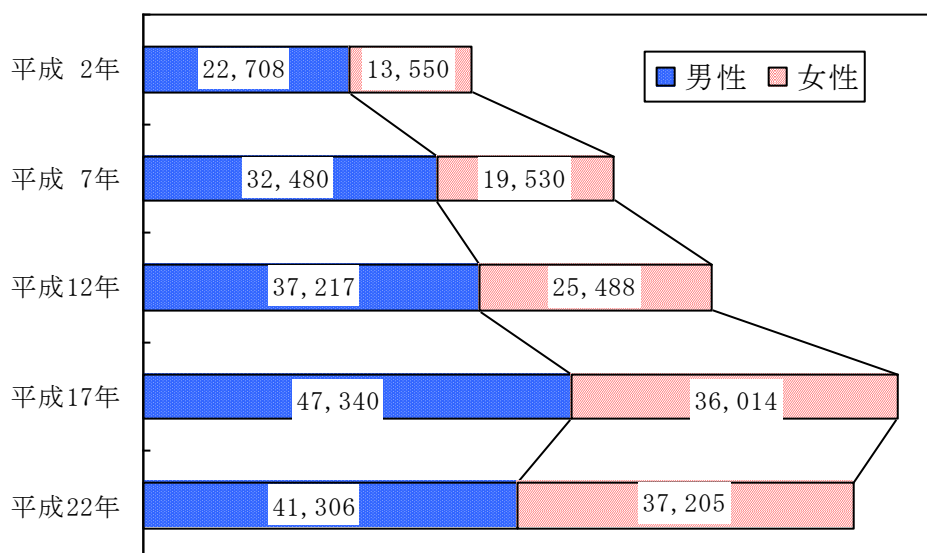 平成 2年 22,708 13,550
男性 女性
平成 7年 32,480 19,530
平成12年 37,217 25,488
平成17年 47,340 36,014
平成22年 41,306 37,205